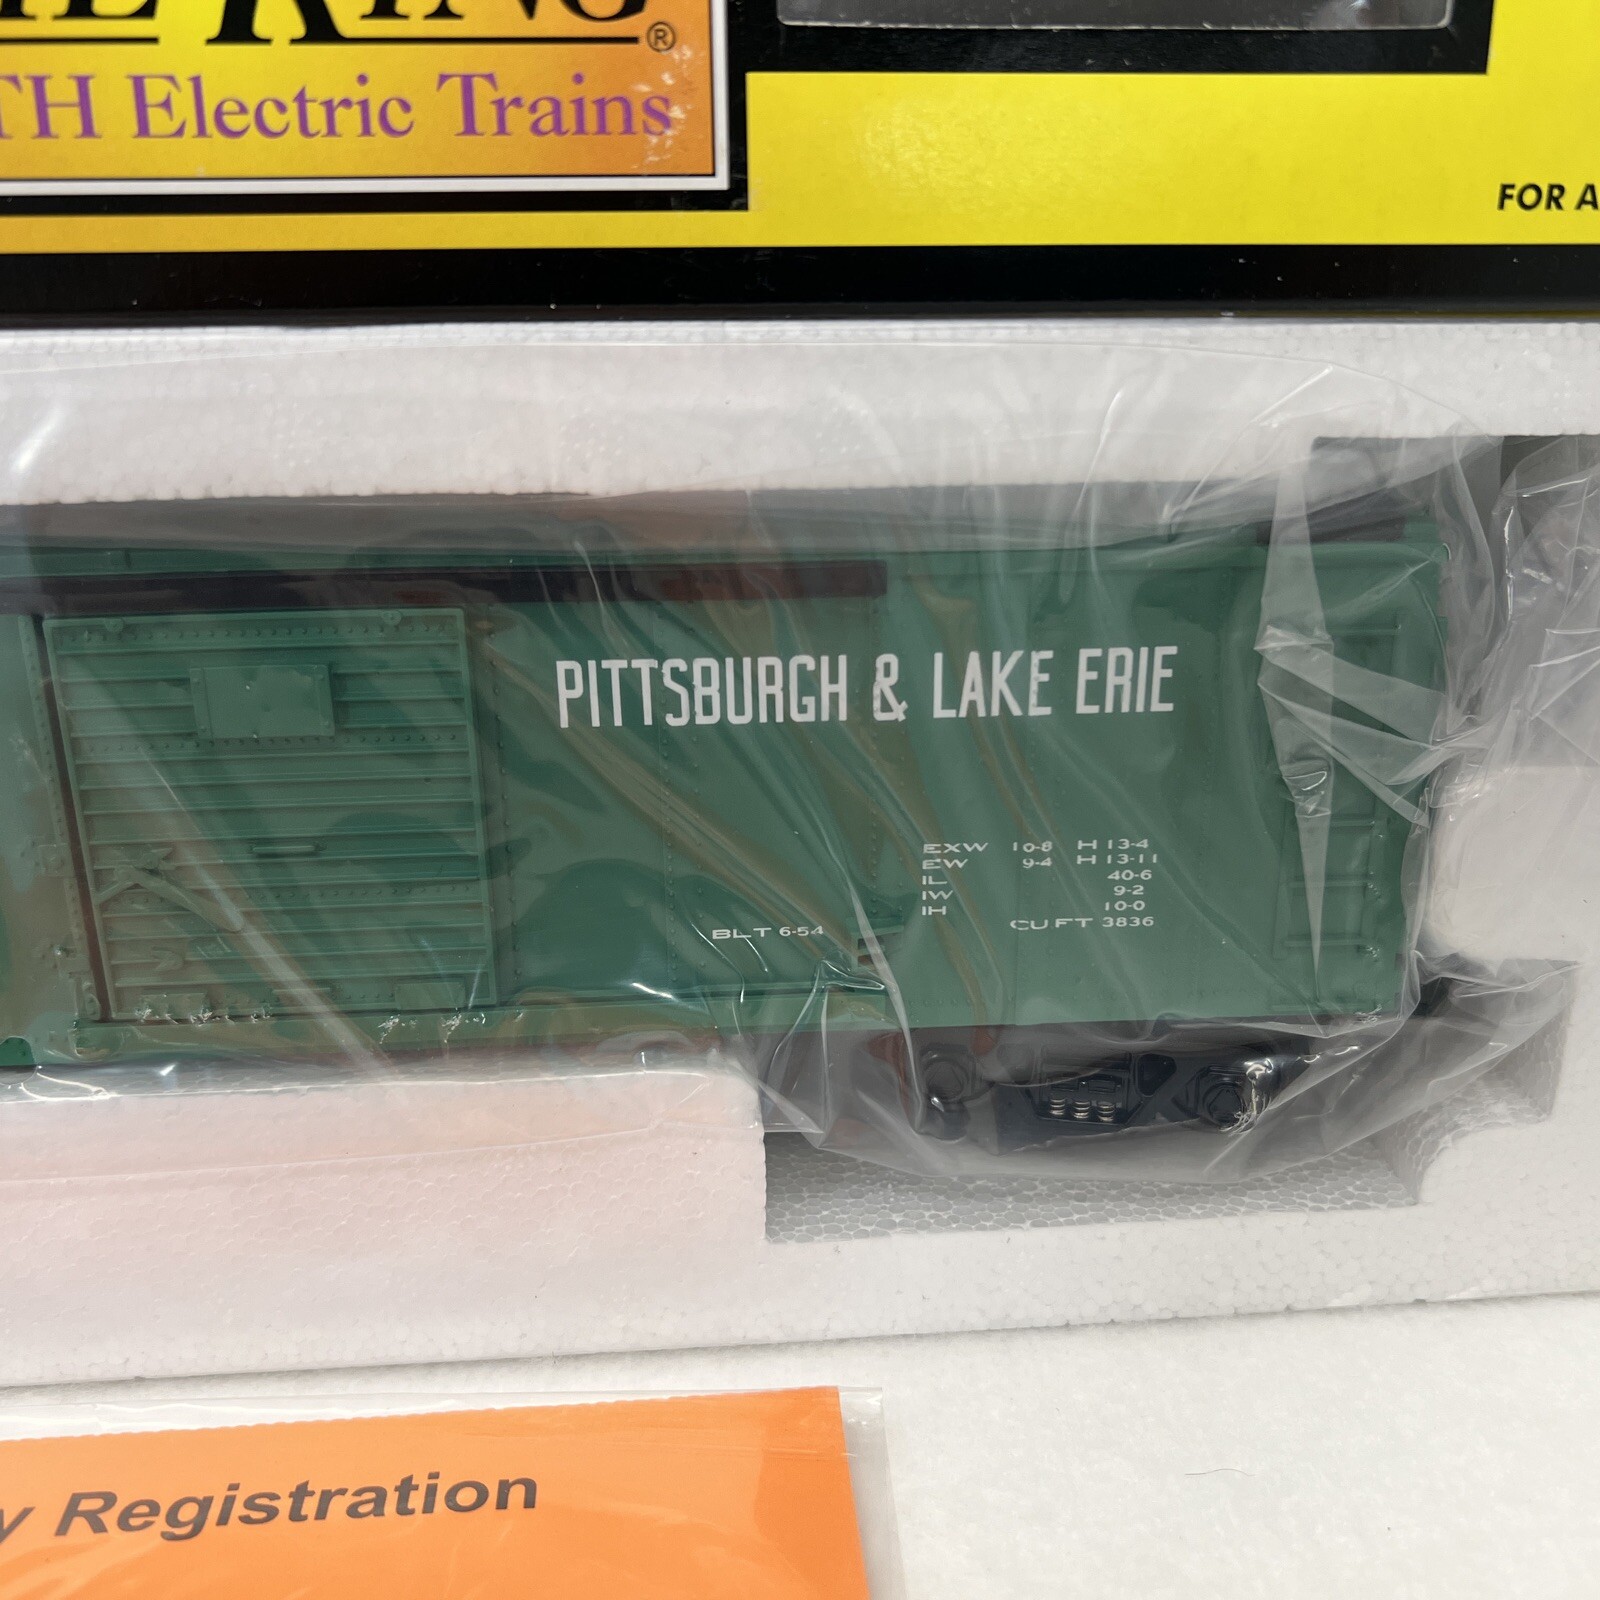 KING®
TH Electric Trains
FOR A
PITTSBURGH & LAKE ERIE
EXW 10-8 H 13-4
EW 9-4 H 13-11
IL 40-6
IW 9-2
IH 10-0
BLT 6-54 CU FT 3836
y Registration